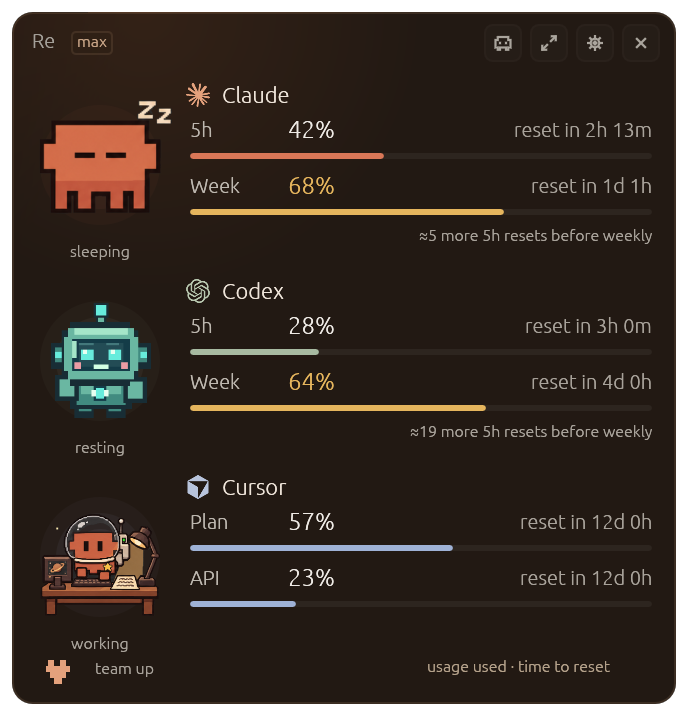 Re max
Zz
Claude
5h 42% reset in 2h 13m
Week 68% reset in 1d 1h
≈5 more 5h resets before weekly
sleeping
Codex
5h 28% reset in 3h 0m
Week 64% reset in 4d 0h
≈19 more 5h resets before weekly
resting
Cursor
Plan 57% reset in 12d 0h
API 23% reset in 12d 0h
working
team up usage used · time to reset